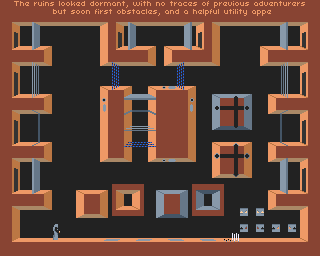 The ruins looked dormant, with no traces of previous adventurers
but soon first obstacles, and a helpful utility appe